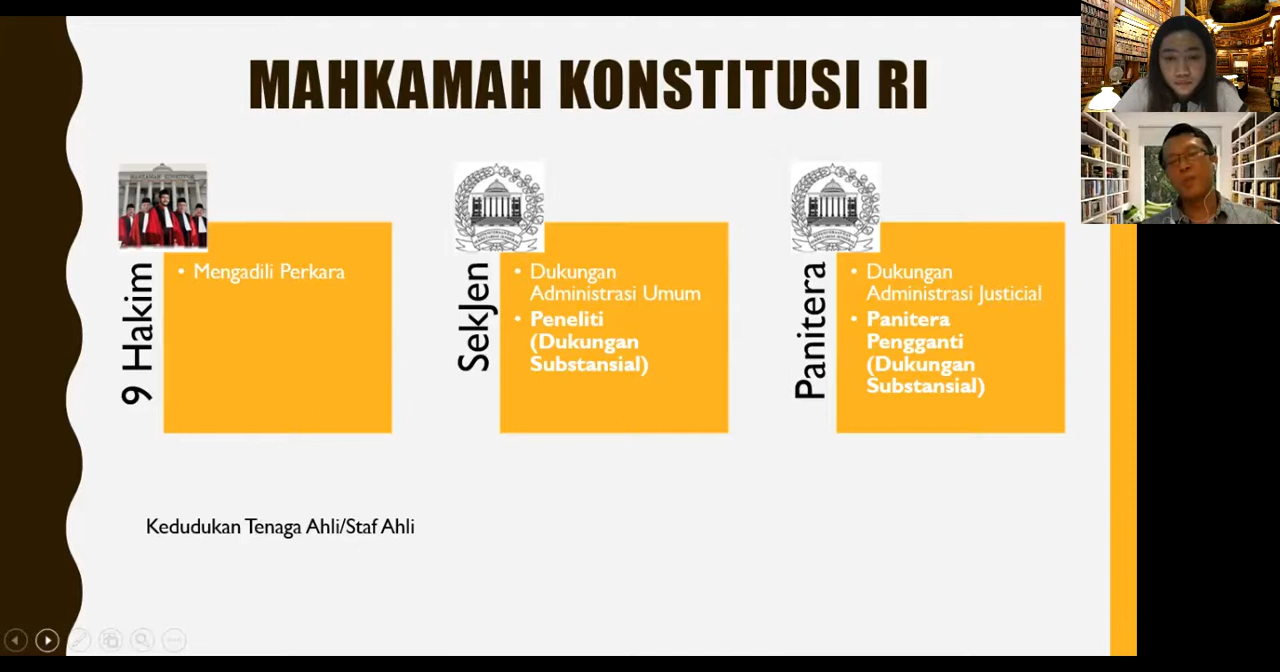 MAHKAMAH KONSTITUSI RI
9 Hakim
• Mengadili Perkara
SekJen
• Dukungan
Administrasi Umum
• Peneliti
(Dukungan
Substansial)
Panitera
• Dukungan
Administrasi Justicial
• Panitera
Pengganti
(Dukungan
Substansial)
Kedudukan Tenaga Ahli/Staf Ahli